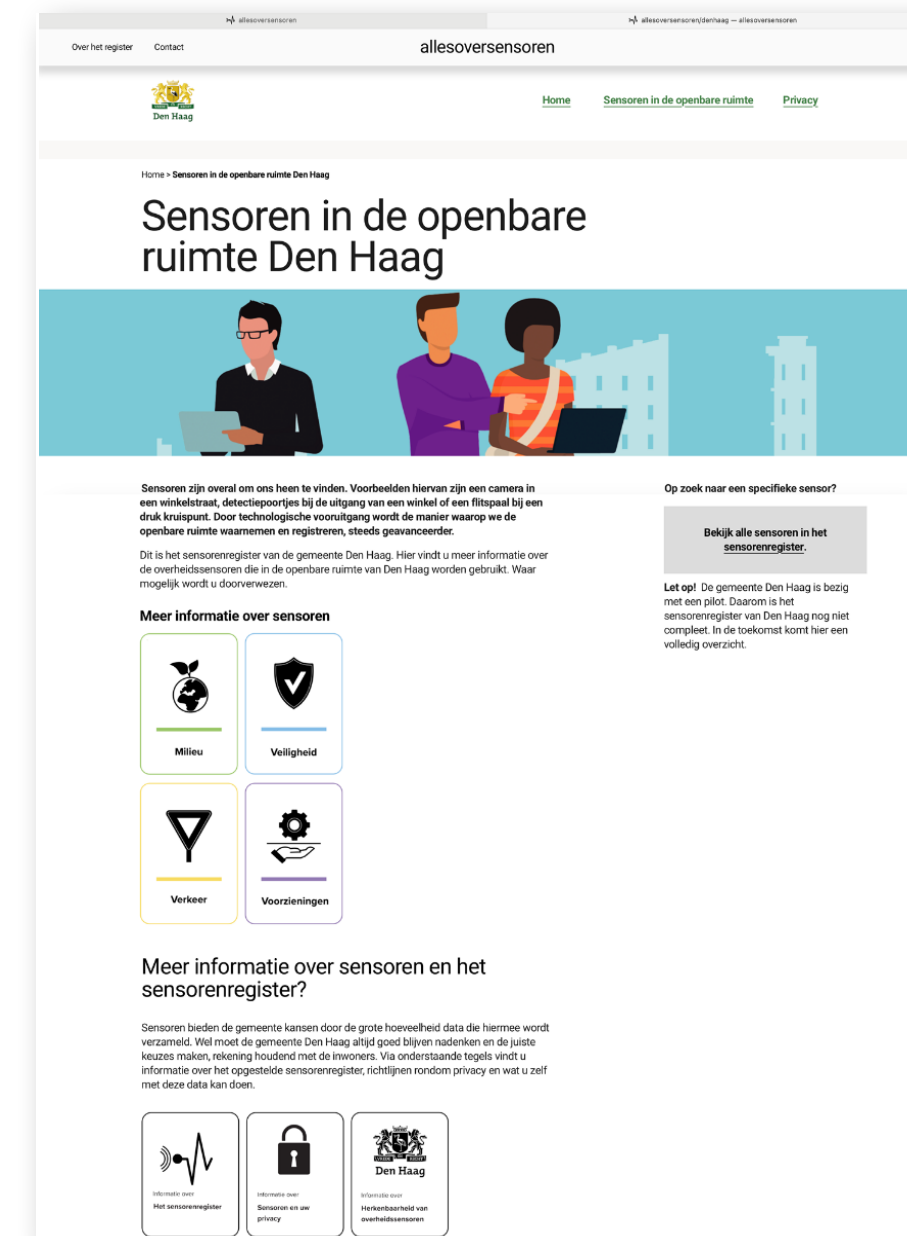 allesoversensoren
allesoversensoren/denhaag — allesoversensoren
Over het register
Contact
allesoversensoren
Den Haag
Home
Sensoren in de openbare ruimte
Privacy
Home > Sensoren in de openbare ruimte Den Haag
Sensoren in de openbare
ruimte Den Haag
Sensoren zijn overal om ons heen te vinden. Voorbeelden hiervan zijn een camera in
een winkelstraat, detectiepoortjes bij de uitgang van een winkel of een flitspaal bij een
druk kruispunt. Door technologische vooruitgang wordt de manier waarop we de
openbare ruimte waarnemen en registreren, steeds geavanceerder.
Dit is het sensorenregister van de gemeente Den Haag. Hier vindt u meer informatie over
de overheidssensoren die in de openbare ruimte van Den Haag worden gebruikt. Waar
mogelijk wordt u doorverwezen.
Op zoek naar een specifieke sensor?
Bekijk alle sensoren in het
sensorenregister.
Let op! De gemeente Den Haag is bezig
met een pilot. Daarom is het
sensorenregister van Den Haag nog niet
compleet. In de toekomst komt hier een
volledig overzicht.
Meer informatie over sensoren
Milieu
Veiligheid
Verkeer
Voorzieningen
Meer informatie over sensoren en het
sensorenregister?
Sensoren bieden de gemeente kansen door de grote hoeveelheid data die hiermee wordt
verzameld. Wel moet de gemeente Den Haag altijd goed blijven nadenken en de juiste
keuzes maken, rekening houdend met de inwoners. Via onderstaande tegels vindt u
informatie over het opgestelde sensorenregister, richtlijnen rondom privacy en wat u zelf
met deze data kan doen.
Informatie over
Het sensorenregister
Informatie over
Sensoren en uw
privacy
Den Haag
Informatie over
Herkenbaarheid van
overheidssensoren